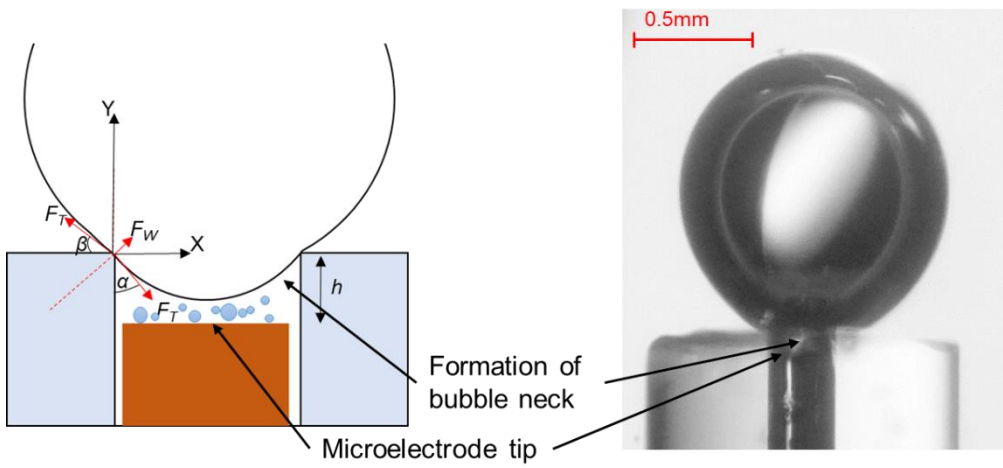 0.5mm
Y
F_T
F_W
β
X
α
h
F_T
Formation of
bubble neck
Microelectrode tip